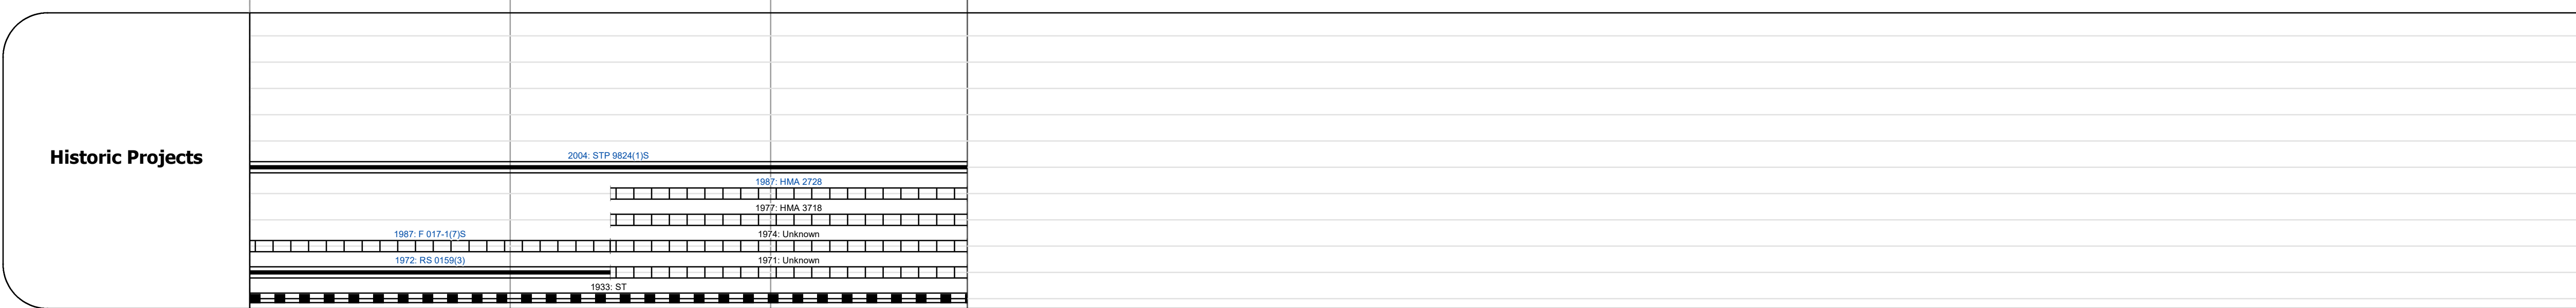 Historic Projects
2004: STP 9824(1)S
1987: HMA 2728
1977: HMA 3718
1987: F 017-1(7)S
1974: Unknown
1972: RS 0159(3)
1971: Unknown
1933: ST